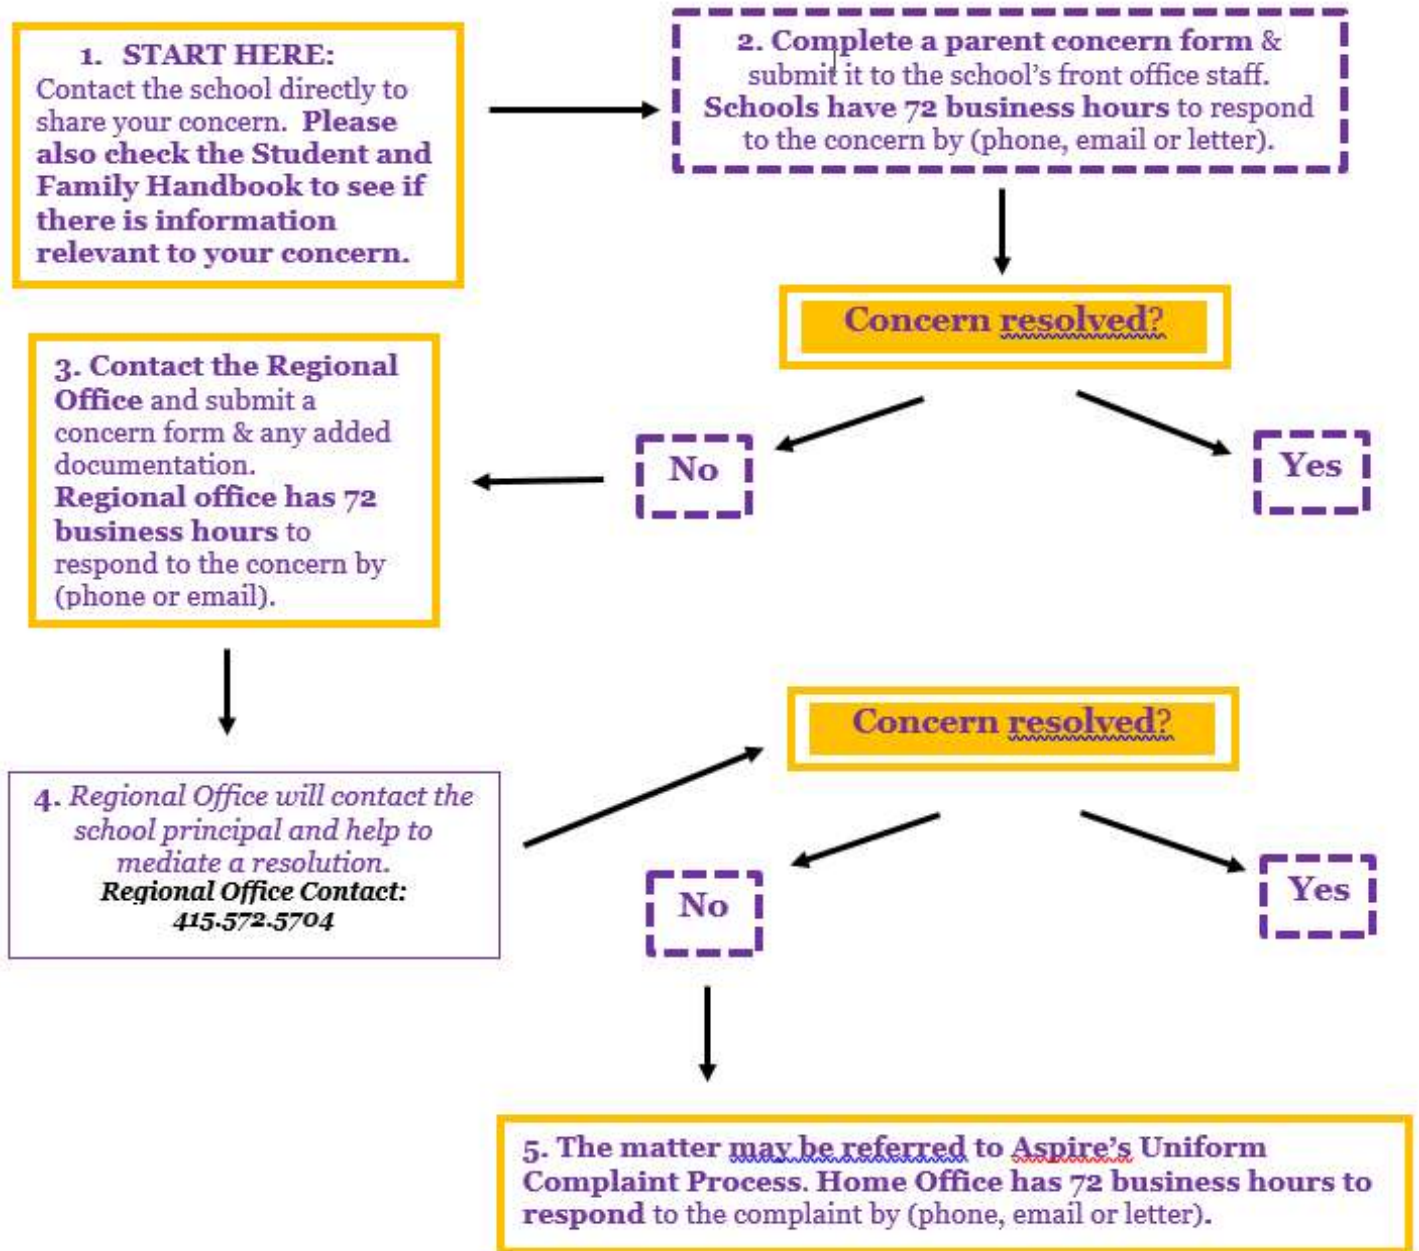 1. START HERE:
Contact the school directly to
share your concern. Please
also check the Student and
Family Handbook to see if
there is information
relevant to your concern.
2. Complete a parent concern form &
submit it to the school's front office staff.
Schools have 72 business hours to respond
to the concern by (phone, email or letter).
Concern resolved?
No
Yes
3. Contact the Regional
Office and submit a
concern form & any added
documentation.
Regional office has 72
business hours to
respond to the concern by
(phone or email).
4. Regional Office will contact the
school principal and help to
mediate a resolution.
Regional Office Contact:
415.572.5704
Concern resolved?
No
Yes
5. The matter may be referred to Aspire's Uniform
Complaint Process. Home Office has 72 business hours to
respond to the complaint by (phone, email or letter).